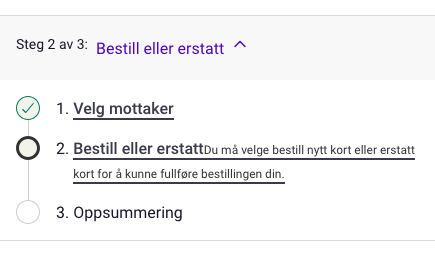 Steg 2 av 3: Bestill eller erstatt
1. Velg mottaker
2. Bestill eller erstattDu må velge bestill nytt kort eller erstatt
kort for å kunne fullføre bestillingen din.
3. Oppsummering